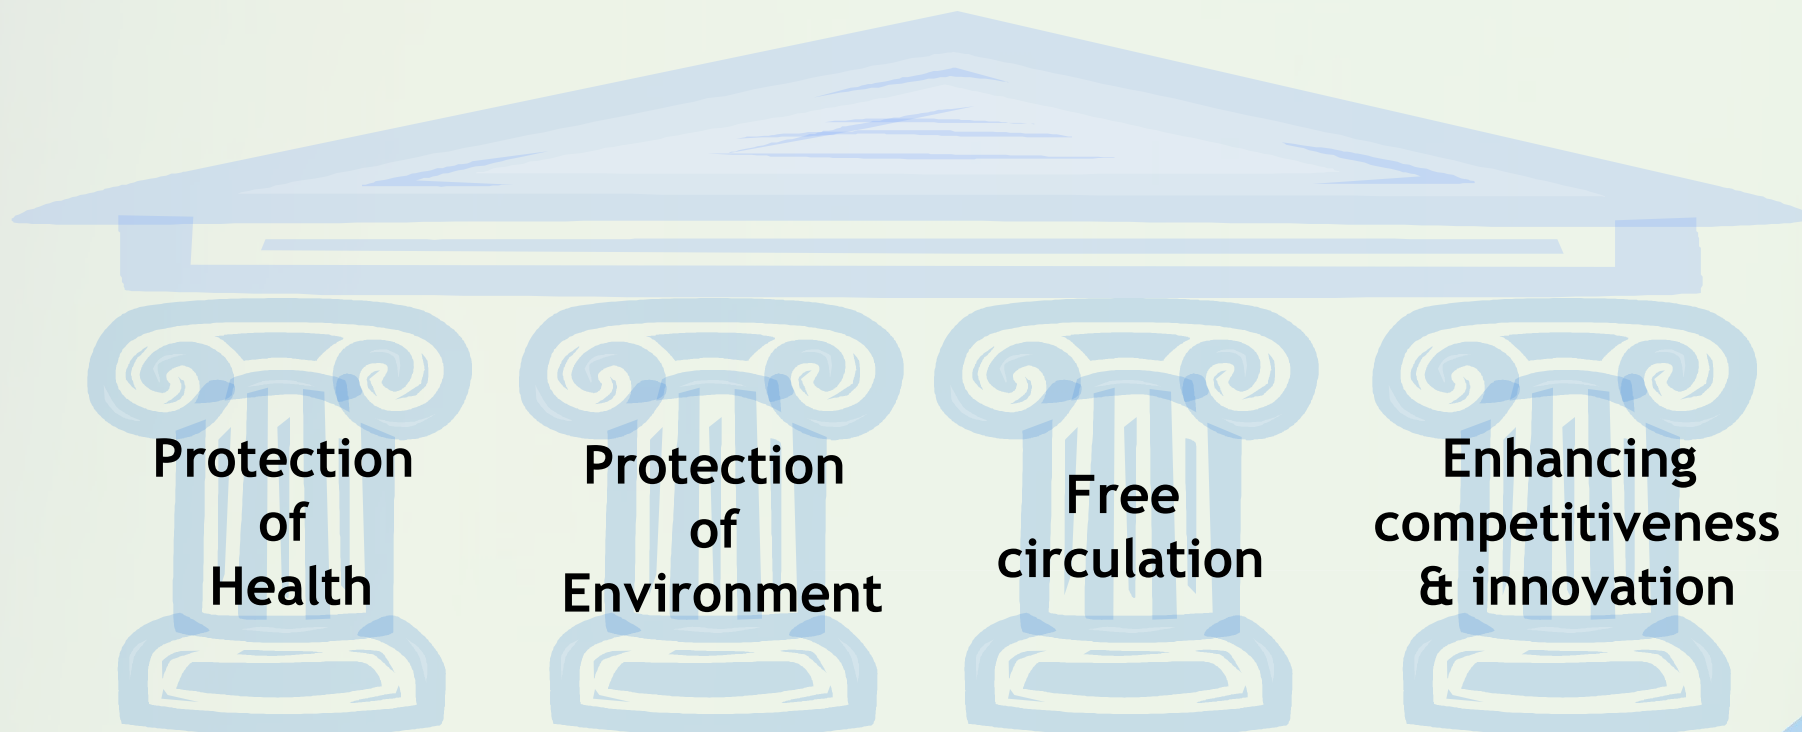 Protection
of
Health
Protection
of
Environment
Free
circulation
Enhancing
competitiveness
& innovation